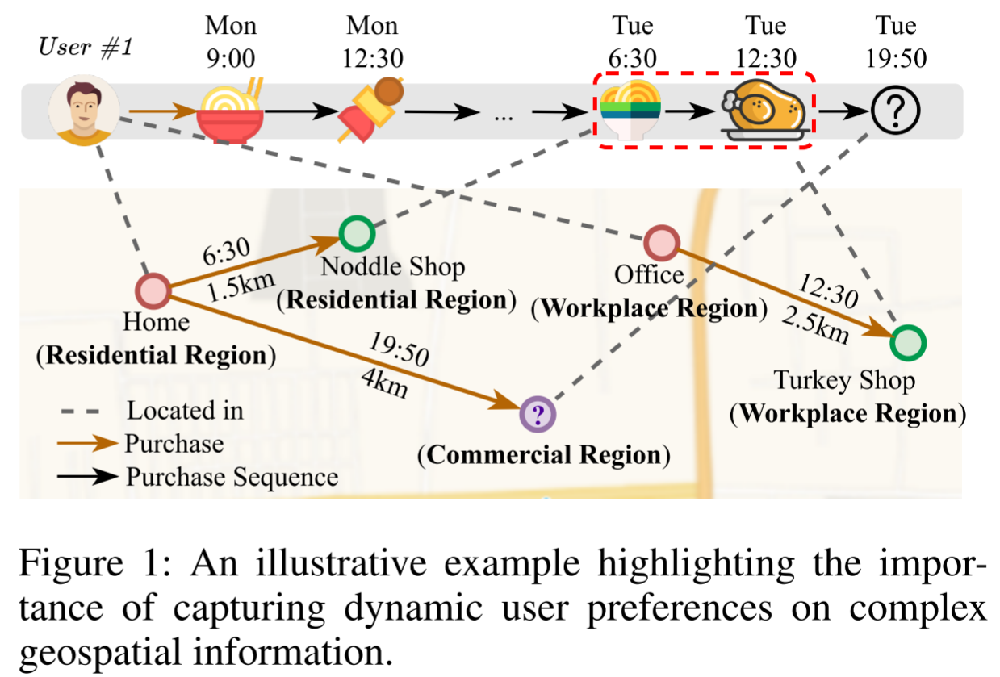 User #1
Mon
9:00
Mon
12:30
...
Tue
6:30
Tue
12:30
Tue
19:50
?
6:30
1.5km
Noddle Shop
(Residential Region)
Home
(Residential Region)
Office
(Workplace Region)
12:30
2.5km
19:50
4km
Turkey Shop
(Workplace Region)
?
(Commercial Region)
Located in
Purchase
Purchase Sequence
Figure 1: An illustrative example highlighting the impor-
tance of capturing dynamic user preferences on complex
geospatial information.